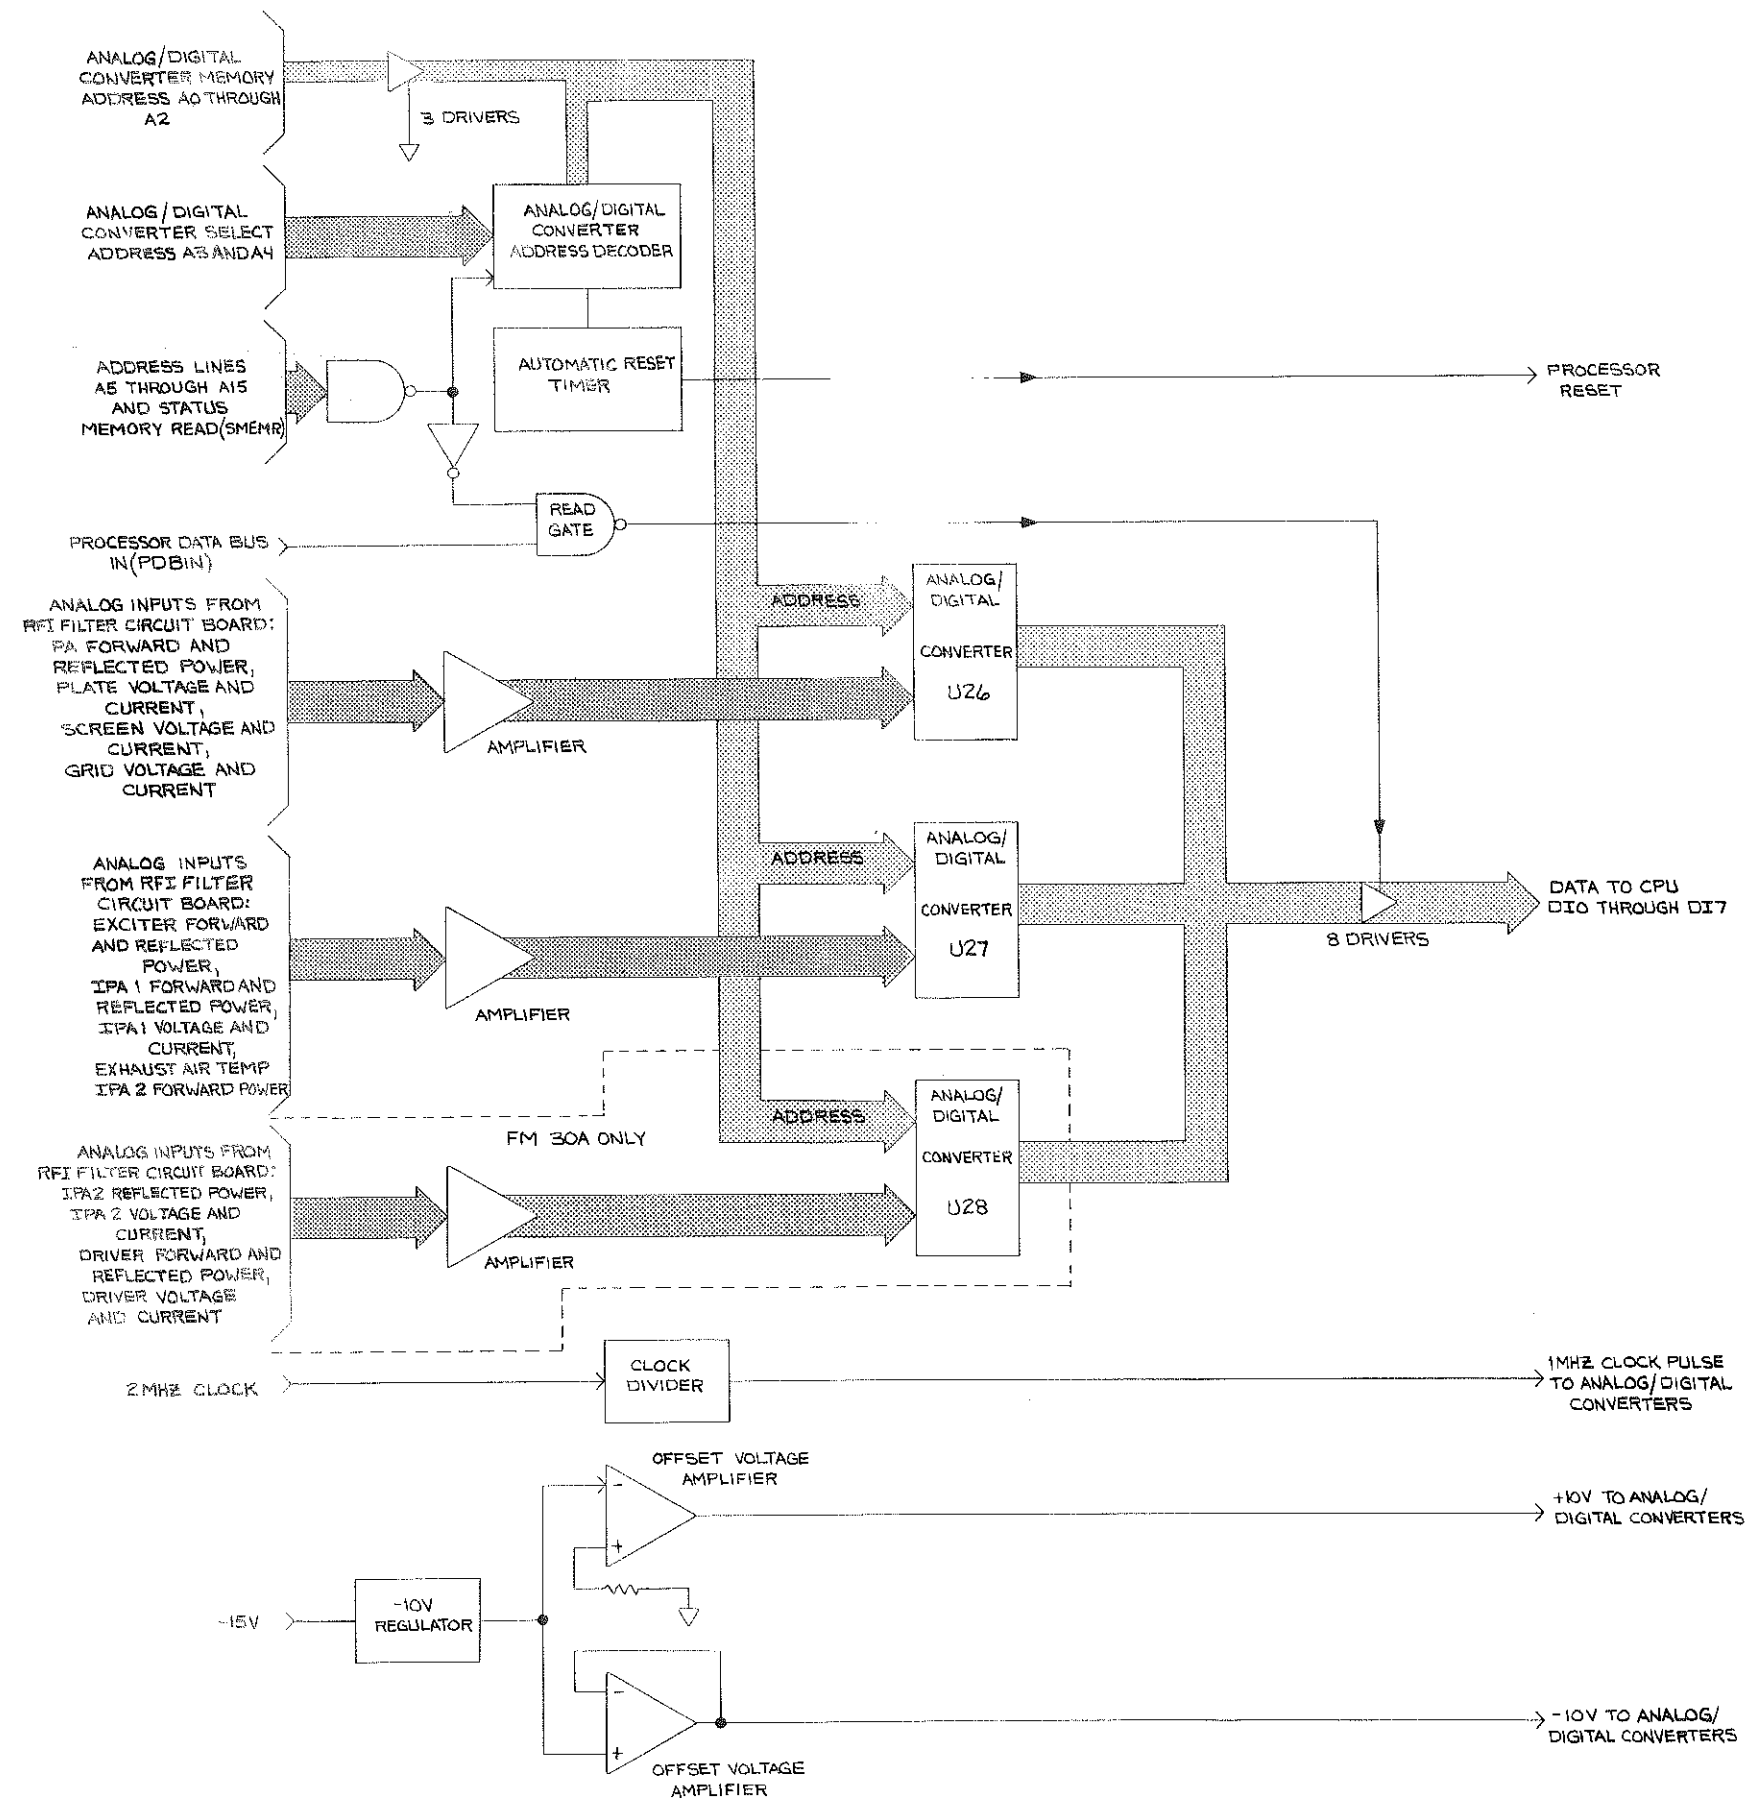 ANALOG/DIGITAL
CONVERTER MEMORY
ADDRESS A0 THROUGH
A2
3 DRIVERS
ANALOG/DIGITAL
CONVERTER SELECT
ADDRESS A3 AND A4
ANALOG/DIGITAL
CONVERTER
ADDRESS DECODER
ADDRESS LINES
A5 THROUGH A15
AND STATUS
MEMORY READ(SMEMR)
AUTOMATIC RESET
TIMER
PROCESSOR
RESET
READ
GATE
PROCESSOR DATA BUS
IN(PDBIN)
ANALOG INPUTS FROM
RFI FILTER CIRCUIT BOARD:
PA FORWARD AND
REFLECTED POWER,
PLATE VOLTAGE AND
CURRENT,
SCREEN VOLTAGE AND
CURRENT,
GRID VOLTAGE AND
CURRENT
AMPLIFIER
ADDRESS
ANALOG/
DIGITAL
CONVERTER
U26
ANALOG INPUTS
FROM RFI FILTER
CIRCUIT BOARD:
EXCITER FORWARD
AND REFLECTED
POWER,
IPA 1 FORWARD AND
REFLECTED POWER,
IPA1 VOLTAGE AND
CURRENT,
EXHAUST AIR TEMP
IPA 2 FORWARD POWER
AMPLIFIER
ADDRESS
ANALOG/
DIGITAL
CONVERTER
U27
8 DRIVERS
DATA TO CPU
DI0 THROUGH DI7
FM 30A ONLY
ANALOG INPUTS FROM
RFI FILTER CIRCUIT BOARD:
IPA2 REFLECTED POWER,
IPA 2 VOLTAGE AND
CURRENT,
DRIVER FORWARD AND
REFLECTED POWER,
DRIVER VOLTAGE
AND CURRENT
AMPLIFIER
ADDRESS
ANALOG/
DIGITAL
CONVERTER
U28
2MHZ CLOCK
CLOCK
DIVIDER
1MHZ CLOCK PULSE
TO ANALOG/DIGITAL
CONVERTERS
OFFSET VOLTAGE
AMPLIFIER
-
+
+10V TO ANALOG/
DIGITAL CONVERTERS
-15V
-10V
REGULATOR
-
+
OFFSET VOLTAGE
AMPLIFIER
-10V TO ANALOG/
DIGITAL CONVERTERS